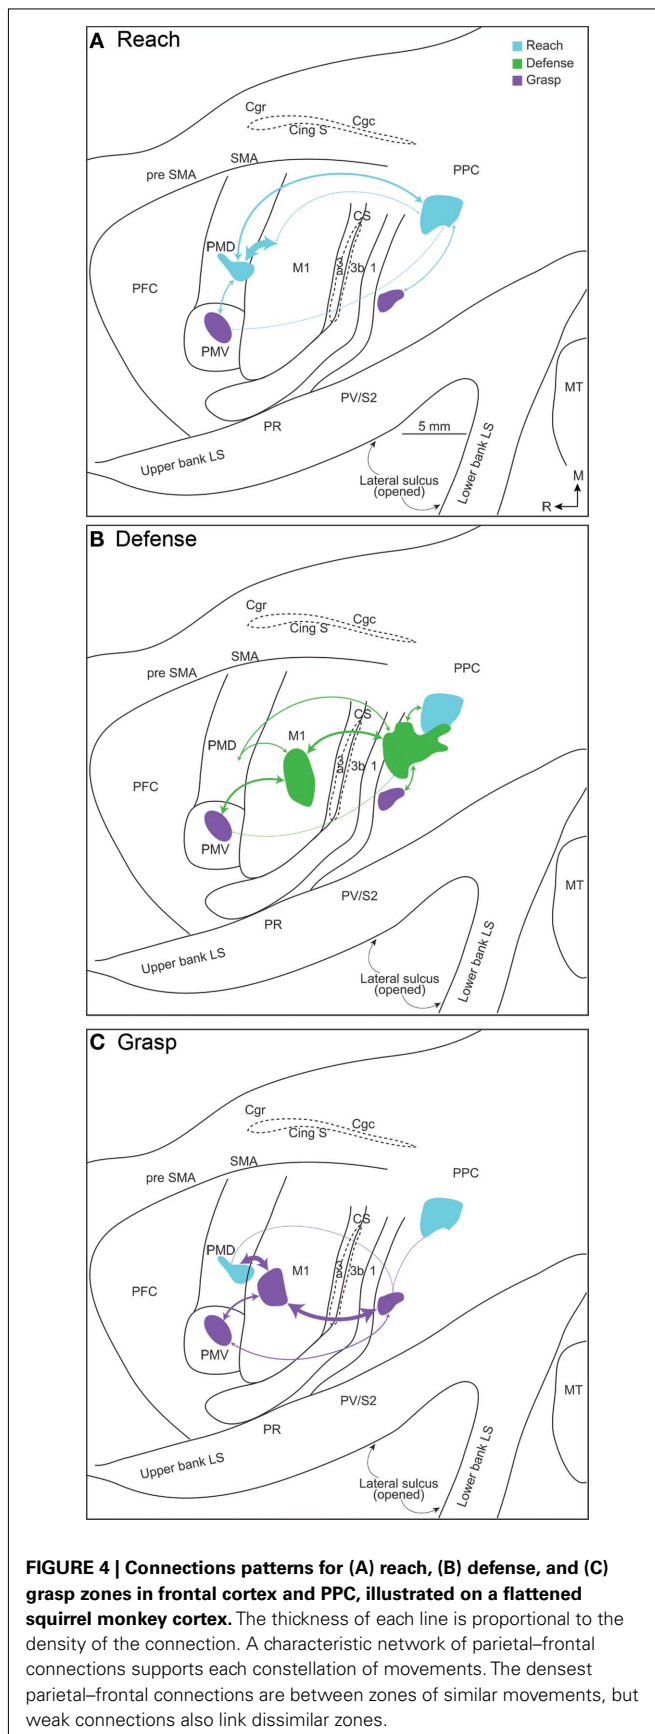 A Reach
Reach
Defense
Grasp
Cgr
Cgc
Cing S
SMA
pre SMA
PPC
CS
PMD
M1
3a
3b
1
PFC
PMV
MT
PV/S2
PR
5 mm
Upper bank LS
Lateral sulcus
(opened)
Lower bank LS
M
R
B Defense
Cgr
Cgc
Cing S
SMA
pre SMA
PPC
CS
M1
PMD
3a
3b
1
PFC
PMV
MT
PV/S2
PR
Upper bank LS
Lateral sulcus
(opened)
Lower bank LS
C Grasp
Cgr
Cgc
Cing S
SMA
pre SMA
PPC
CS
PMD
M1
3a
3b
1
PFC
PMV
MT
PV/S2
PR
Upper bank LS
Lateral sulcus
(opened)
Lower bank LS
FIGURE 4 | Connections patterns for (A) reach, (B) defense, and (C)
grasp zones in frontal cortex and PPC, illustrated on a flattened
squirrel monkey cortex. The thickness of each line is proportional to the
density of the connection. A characteristic network of parietal–frontal
connections supports each constellation of movements. The densest
parietal–frontal connections are between zones of similar movements, but
weak connections also link dissimilar zones.